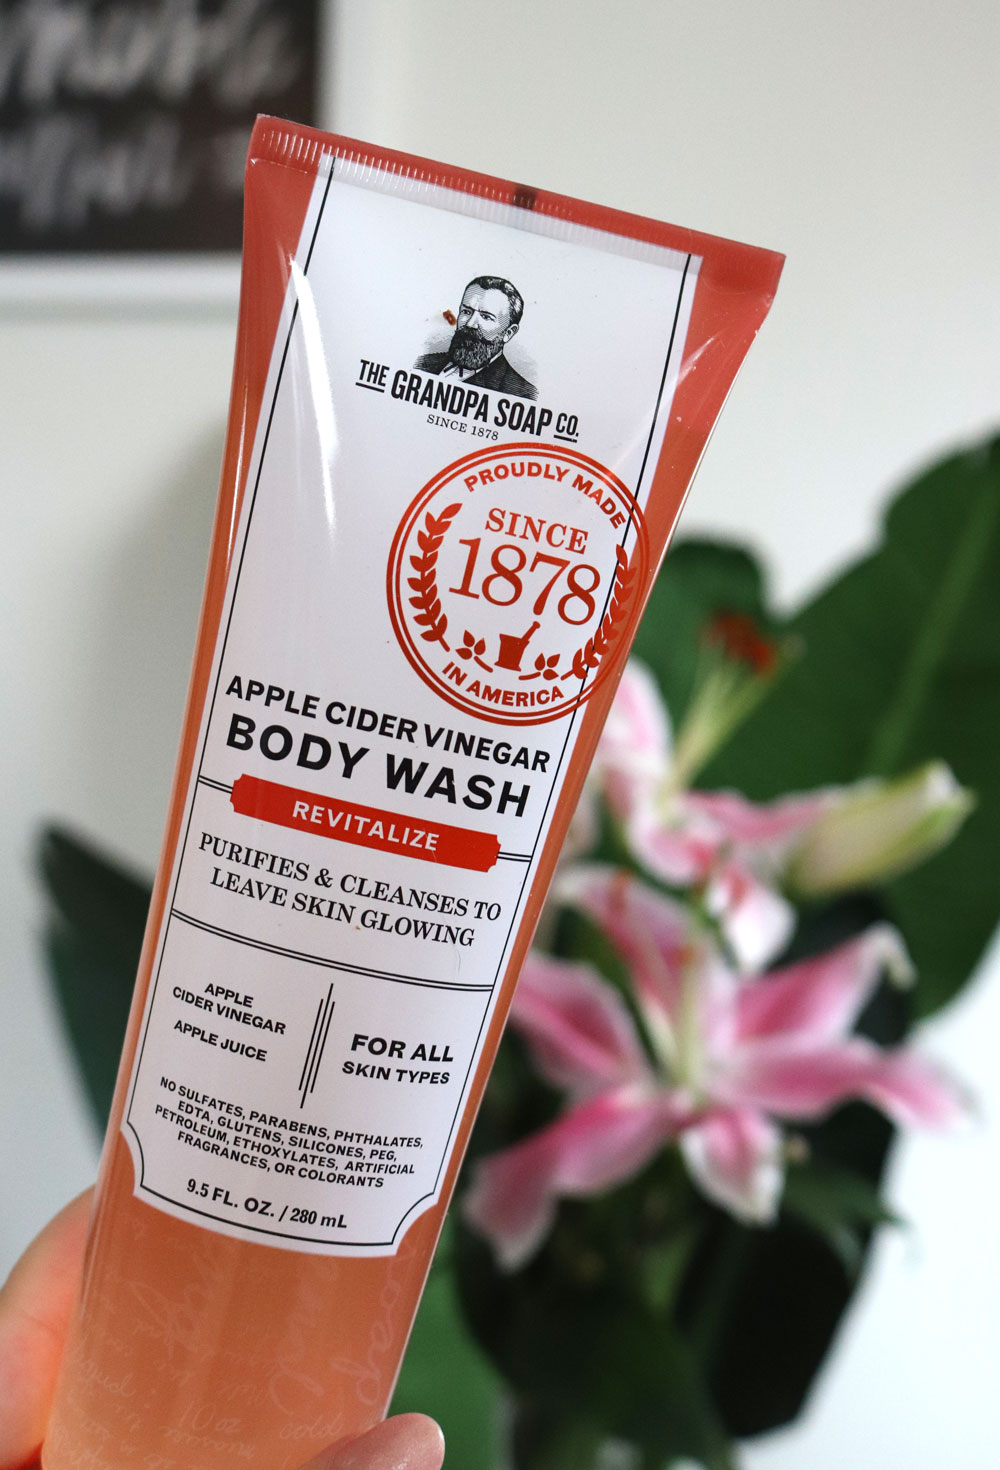 THE GRANDPA SOAP CO.
SINCE 1878
PROUDLY MADE
SINCE
1878
IN AMERICA
APPLE CIDER VINEGAR
BODY WASH
REVITALIZE
PURIFIES & CLEANSES TO
LEAVE SKIN GLOWING
APPLE
CIDER VINEGAR
APPLE JUICE
FOR ALL
SKIN TYPES
NO SULFATES, PARABENS, PHTHALATES,
EDTA, GLUTENS, SILICONES, PEG,
PETROLEUM, ETHOXYLATES, ARTIFICIAL
FRAGRANCES, OR COLORANTS
9.5 FL. OZ. / 280 mL